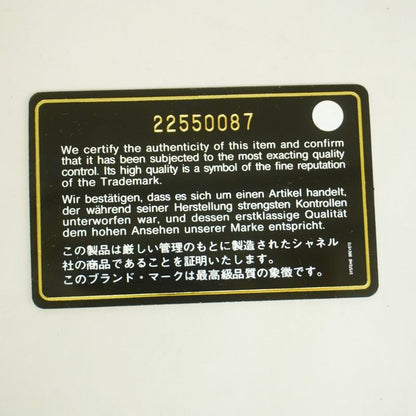 22550087
We certify the authenticity of this item and confirm
that it has been subjected to the most exacting quality
control. Its high quality is a symbol of the fine reputation
of the Trademark.
Wir bestätigen, dass es sich um einen Artikel handelt,
der während seiner Herstellung strengsten Kontrollen
unterworfen war, und dessen erstklassige Qualität
dem hohen Ansehen unserer Marke entspricht.
この製品は厳しい管理のもとに製造されたシャネル
社の商品であることを証明いたします。
このブランド・マークは最高級品質の象徴です。